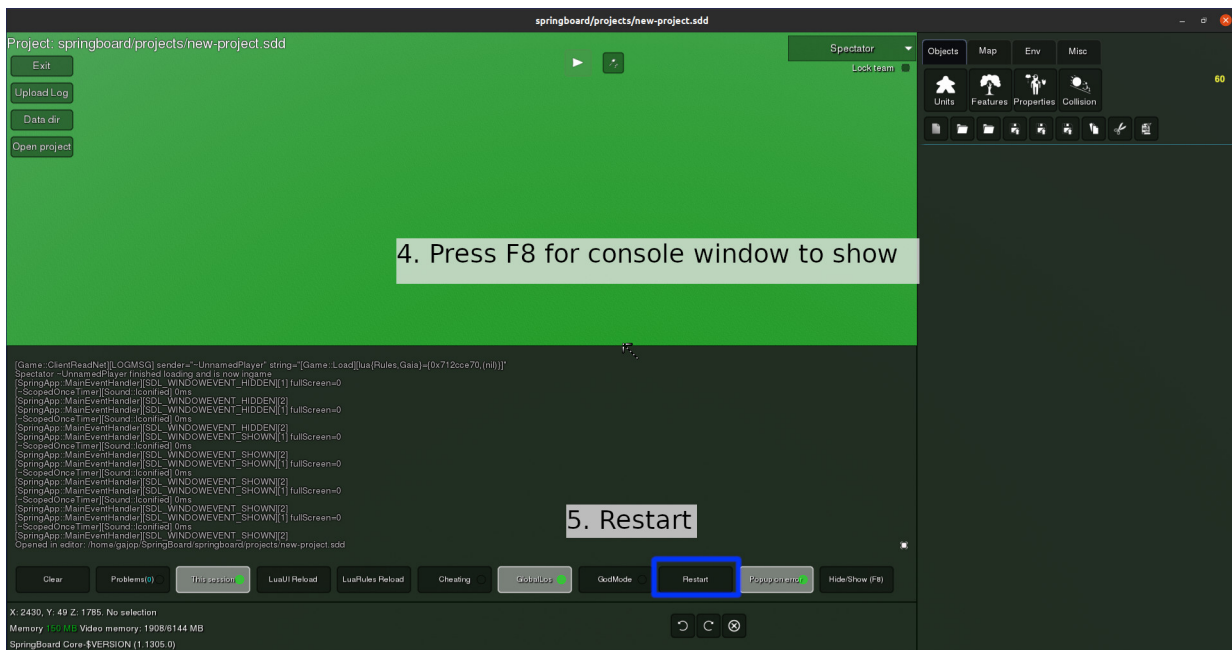 springboard/projects/new-project.sdd
Project: springboard/projects/new-project.sdd
Exit
Upload Log
Data dir
Open project
Spectator
Lock team
Objects Map Env Misc
60
Units Features Properties Collision
4. Press F8 for console window to show
[Game::ClientReadNet][LOGMSG] sender="~UnnamedPlayer" string="[Game::Load][lua{Rules,Gaia}={0x712cce70,(nil)}]"
Spectator ~UnnamedPlayer finished loading and is now ingame
[SpringApp::MainEventHandler][SDL_WINDOWEVENT_HIDDEN][1] fullScreen=0
[~ScopedOnceTimer][Sound::Iconified] 0ms
[SpringApp::MainEventHandler][SDL_WINDOWEVENT_HIDDEN][2]
[SpringApp::MainEventHandler][SDL_WINDOWEVENT_HIDDEN][1] fullScreen=0
[~ScopedOnceTimer][Sound::Iconified] 0ms
[SpringApp::MainEventHandler][SDL_WINDOWEVENT_HIDDEN][2]
[SpringApp::MainEventHandler][SDL_WINDOWEVENT_SHOWN][1] fullScreen=0
[~ScopedOnceTimer][Sound::Iconified] 0ms
[SpringApp::MainEventHandler][SDL_WINDOWEVENT_SHOWN][2]
[SpringApp::MainEventHandler][SDL_WINDOWEVENT_SHOWN][1] fullScreen=0
[~ScopedOnceTimer][Sound::Iconified] 0ms
[SpringApp::MainEventHandler][SDL_WINDOWEVENT_SHOWN][2]
[SpringApp::MainEventHandler][SDL_WINDOWEVENT_SHOWN][1] fullScreen=0
[~ScopedOnceTimer][Sound::Iconified] 0ms
[SpringApp::MainEventHandler][SDL_WINDOWEVENT_SHOWN][2]
[SpringApp::MainEventHandler][SDL_WINDOWEVENT_SHOWN][1] fullScreen=0
[~ScopedOnceTimer][Sound::Iconified] 0ms
[SpringApp::MainEventHandler][SDL_WINDOWEVENT_SHOWN][2]
Opened in editor: /home/gajop/SpringBoard/springboard/projects/new-project.sdd
5. Restart
Clear Problems(0) This session LuaUI Reload LuaRules Reload Cheating GlobalLos GodMode Restart Popup on error Hide/Show (F8)
X: 2430, Y: 49 Z: 1785. No selection
Memory 150 MB Video memory: 1908/6144 MB
SpringBoard Core-$VERSION (1.1305.0)